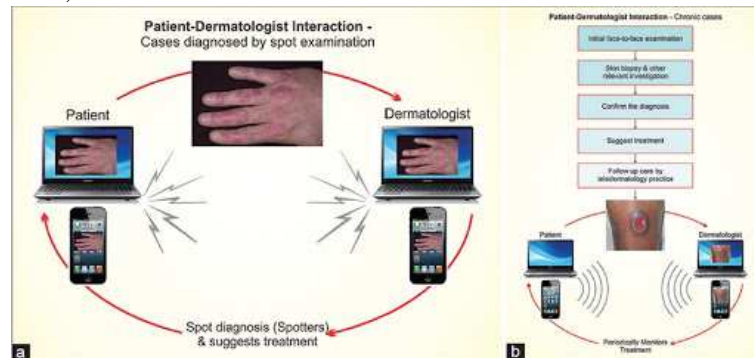 Patient-Dermatologist Interaction -
Cases diagnosed by spot examination
Patient
Dermatologist
Spot diagnosis (Spotters)
& suggests treatment
a
Patient-Dermatologist Interaction - Chronic cases
Initial face-to-face examination
Skin biopsy & other
relevant investigation
Confirm the diagnosis
Suggest treatment
Follow up care by
teledermatology practice
Patient
Dermatologist
Periodically Monitors
Treatment
b